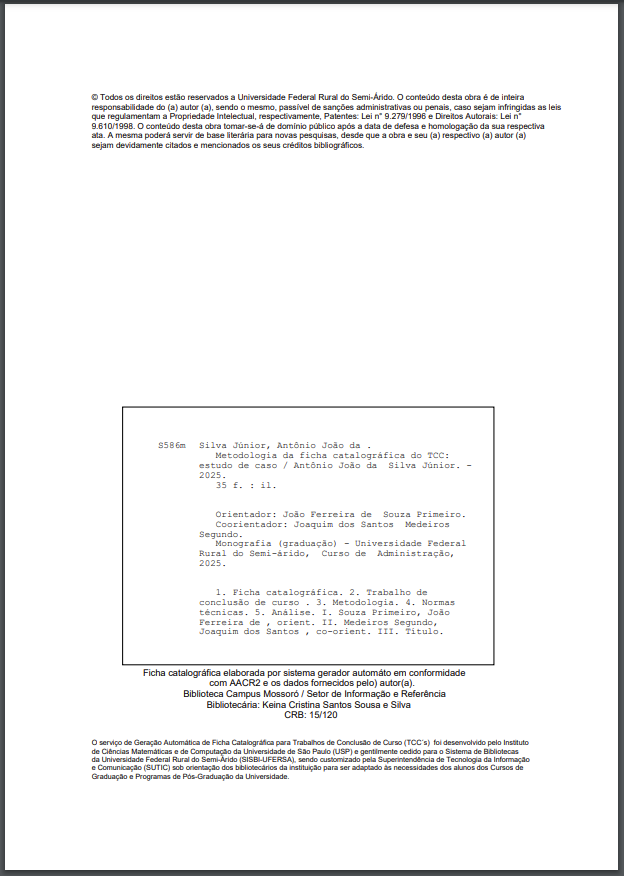 © Todos os direitos estão reservados a Universidade Federal Rural do Semi-Árido. O conteúdo desta obra é de inteira
responsabilidade do (a) autor (a), sendo o mesmo, passível de sanções administrativas ou penais, caso sejam infringidas as leis
que regulamentam a Propriedade Intelectual, respectivamente, Patentes: Lei n° 9.279/1996 e Direitos Autorais: Lei n°
9.610/1998. O conteúdo desta obra tomar-se-á de domínio público após a data de defesa e homologação da sua respectiva
ata. A mesma poderá servir de base literária para novas pesquisas, desde que a obra e seu (a) respectivo (a) autor (a)
sejam devidamente citados e mencionados os seus créditos bibliográficos.
S586m Silva Júnior, Antônio João da .
Metodologia da ficha catalográfica do TCC:
estudo de caso / Antônio João da Silva Júnior. -
2025.
35 f. : il.
Orientador: João Ferreira de Souza Primeiro.
Coorientador: Joaquim dos Santos Medeiros
Segundo.
Monografia (graduação) - Universidade Federal
Rural do Semi-árido, Curso de Administração,
2025.
1. Ficha catalográfica. 2. Trabalho de
conclusão de curso . 3. Metodologia. 4. Normas
técnicas. 5. Análise. I. Souza Primeiro, João
Ferreira de , orient. II. Medeiros Segundo,
Joaquim dos Santos , co-orient. III. Título.
Ficha catalográfica elaborada por sistema gerador automáto em conformidade
com AACR2 e os dados fornecidos pelo) autor(a).
Biblioteca Campus Mossoró / Setor de Informação e Referência
Bibliotecária: Keina Cristina Santos Sousa e Silva
CRB: 15/120
O serviço de Geração Automática de Ficha Catalográfica para Trabalhos de Conclusão de Curso (TCC´s) foi desenvolvido pelo Instituto
de Ciências Matemáticas e de Computação da Universidade de São Paulo (USP) e gentilmente cedido para o Sistema de Bibliotecas
da Universidade Federal Rural do Semi-Árido (SISBI-UFERSA), sendo customizado pela Superintendência de Tecnologia da Informação
e Comunicação (SUTIC) sob orientação dos bibliotecários da instituição para ser adaptado às necessidades dos alunos dos Cursos de
Graduação e Programas de Pós-Graduação da Universidade.